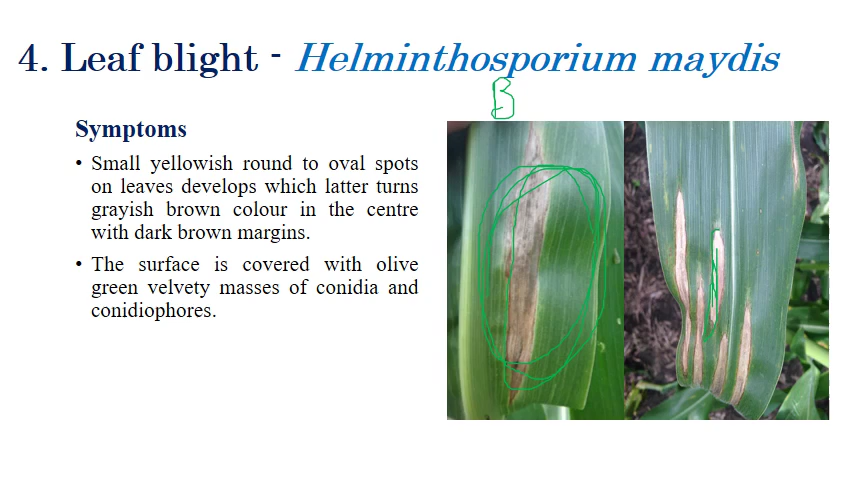 4. Leaf blight - Helminthosporium maydis
B
Symptoms
• Small yellowish round to oval spots
on leaves develops which latter turns
grayish brown colour in the centre
with dark brown margins.
• The surface is covered with olive
green velvety masses of conidia and
conidiophores.